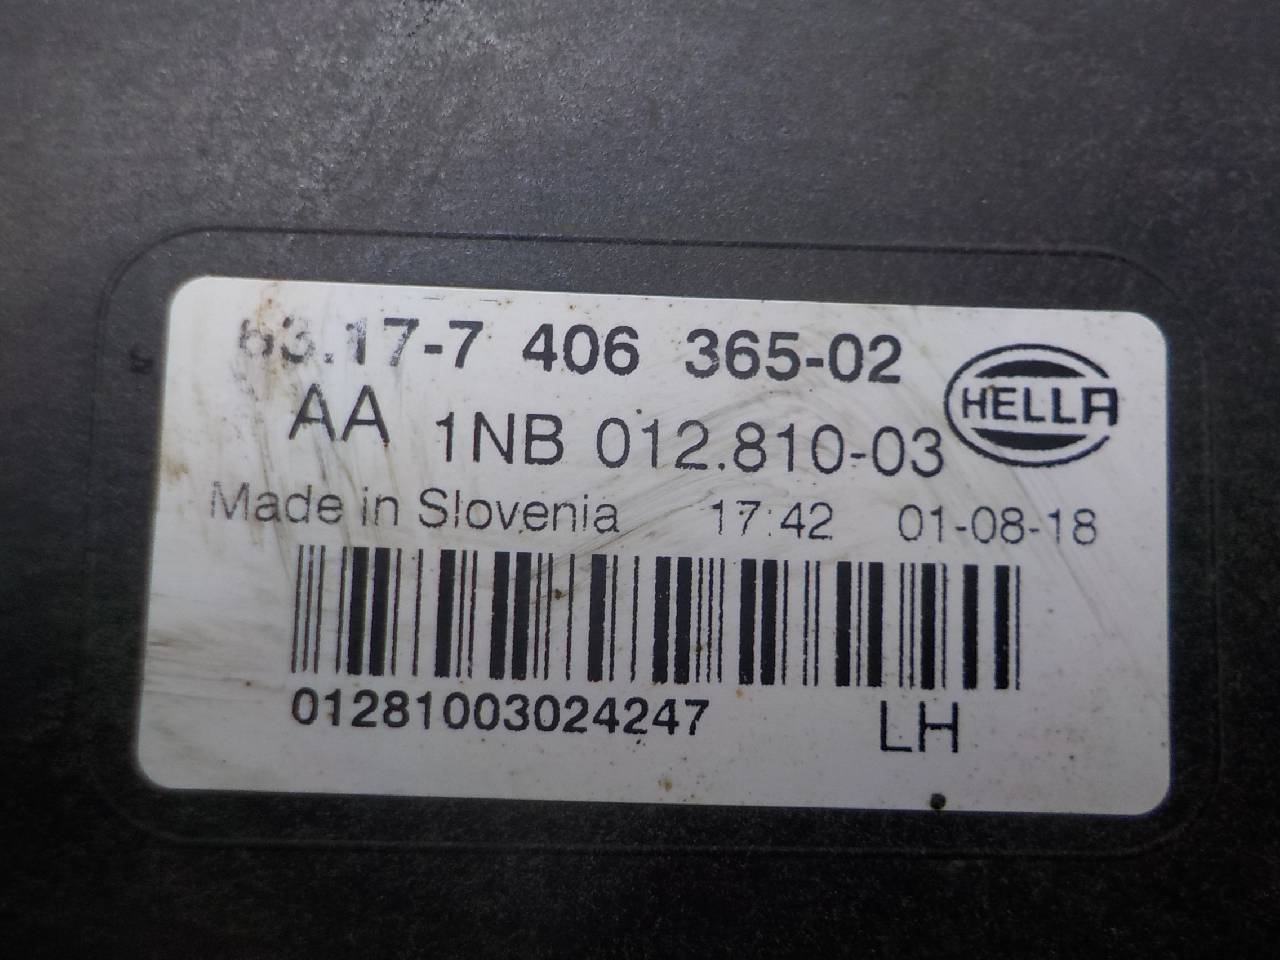 63.17-7 406 365-02
AA 1NB 012.810-03
HELLA
Made in Slovenia 17:42 01-08-18
01281003024247 LH